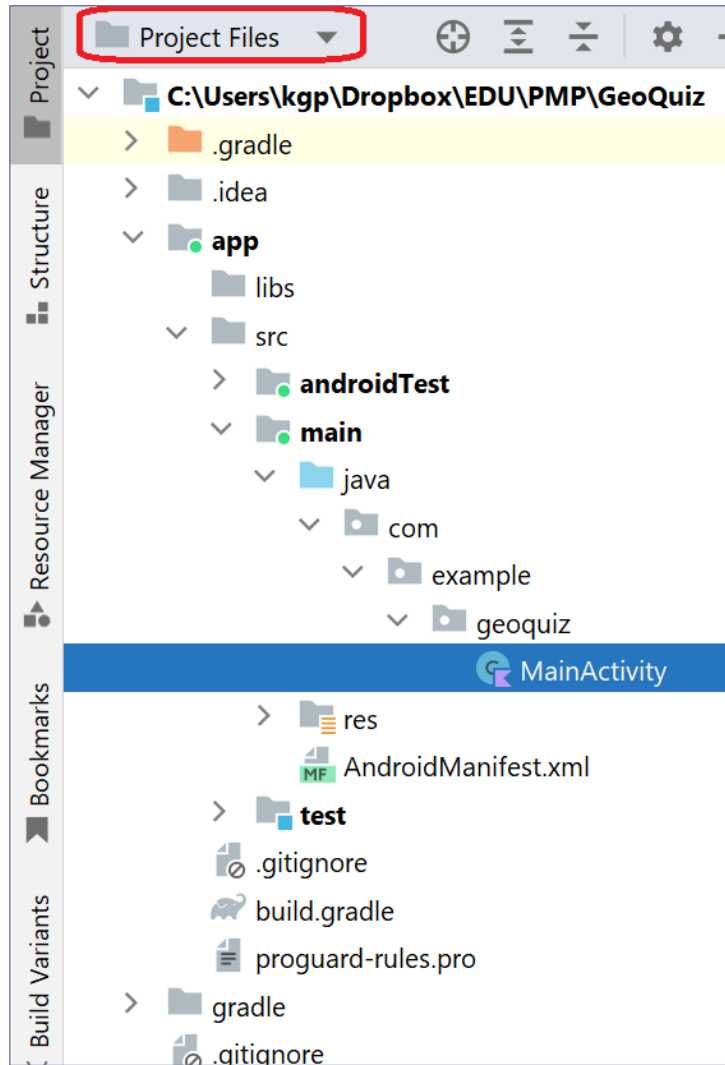 Project Files
C:\Users\kgp\Dropbox\EDU\PMP\GeoQuiz
.gradle
.idea
app
libs
src
androidTest
main
java
com
example
geoquiz
MainActivity
res
MF AndroidManifest.xml
test
.gitignore
build.gradle
proguard-rules.pro
gradle
.gitignore
Project
Structure
Resource Manager
Bookmarks
Build Variants